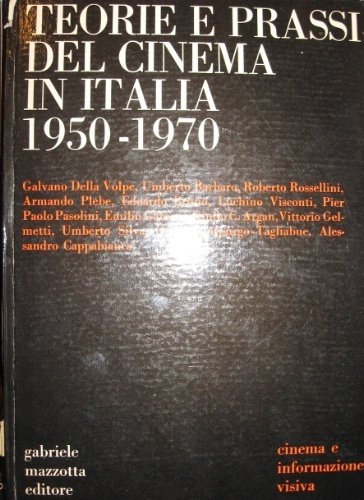 TEORIE E PRASSI
DEL CINEMA
IN ITALIA
1950-1970
Galvano Della Volpe, Umberto Barbaro, Roberto Rossellini,
Armando Plebe, Edoardo Luchino Visconti, Pier
Paolo Pasolini, Emilio C. Argan, Vittorio Gel-
metti, Umberto Silva, Tagliabue, Ales-
sandro Cappabianca
gabriele
mazzotta
editore
cinema e
informazione
visiva